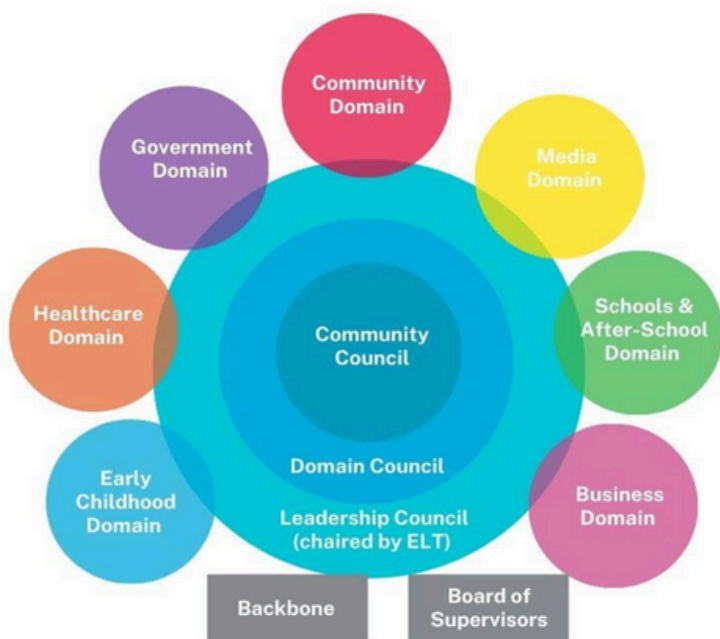 Community
Domain
Government
Domain
Media
Domain
Healthcare
Domain
Schools &
After-School
Domain
Community
Council
Domain Council
Early
Childhood
Domain
Business
Domain
Leadership Council
(chaired by ELT)
Backbone
Board of
Supervisors